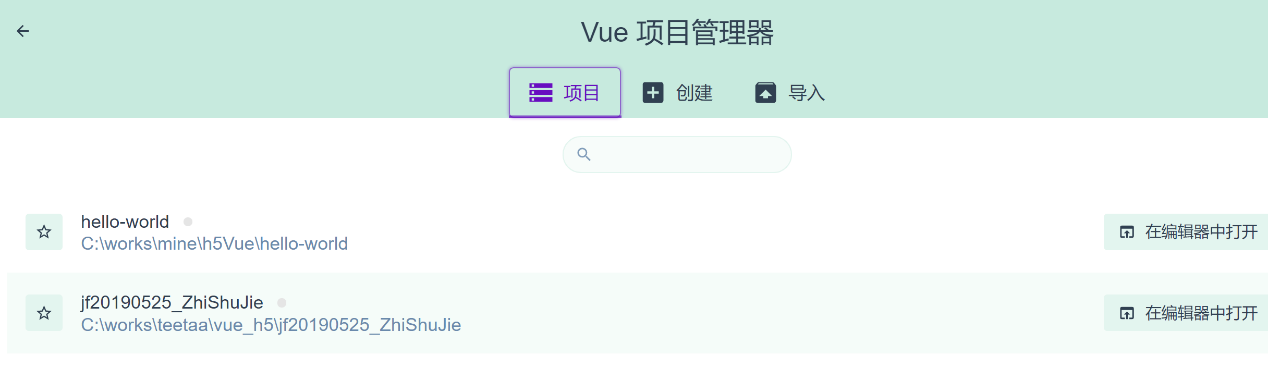 Vue 项目管理器
项目 创建 导入
hello-world
C:\works\mine\h5Vue\hello-world
在编辑器中打开
jf20190525_ZhiShuJie
C:\works\teetaa\vue_h5\jf20190525_ZhiShuJie
在编辑器中打开